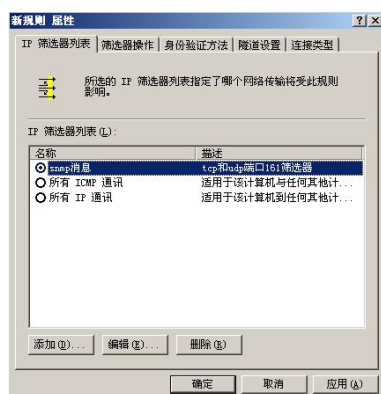 新规则 属性
IP 筛选器列表 筛选器操作 身份验证方法 隧道设置 连接类型
所选的 IP 筛选器列表指定了哪个网络传输将受此规则
影响。
IP 筛选器列表(L):
名称 描述
snmp消息 tcp和udp端口161筛选器
所有 ICMP 通讯 适用于该计算机与任何其他计...
所有 IP 通讯 适用于该计算机到任何其他计...
添加(D)... 编辑(E)... 删除(R)
确定 取消 应用(A)